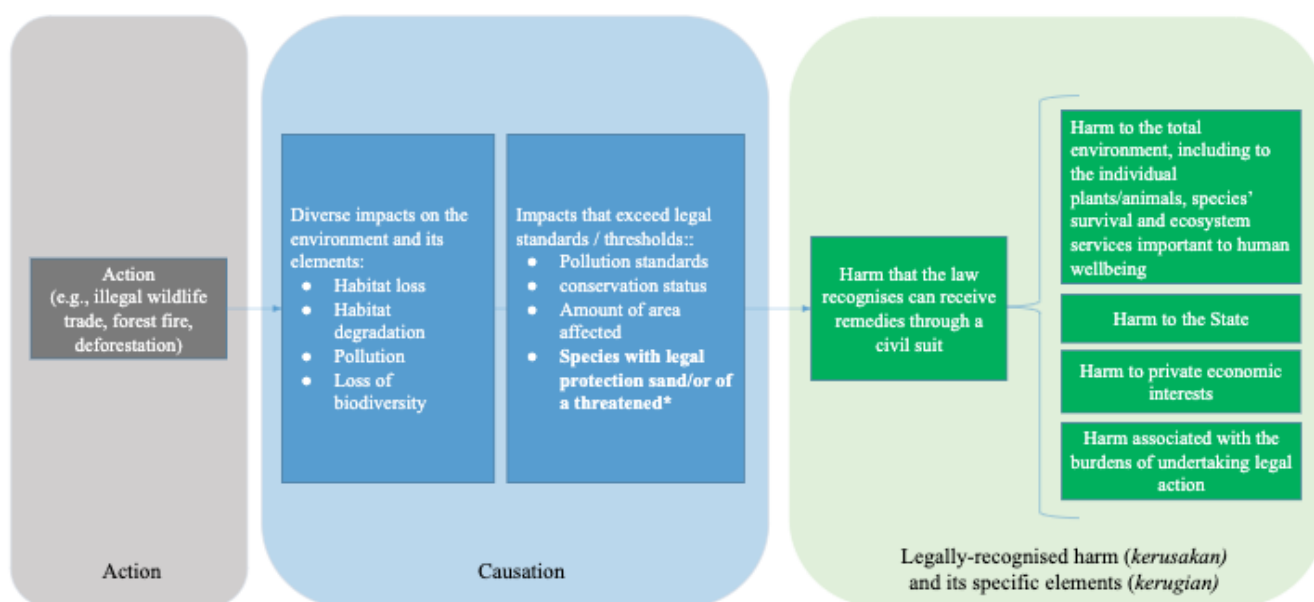 Action
(e.g., illegal wildlife
trade, forest fire,
deforestation)
Action
Diverse impacts on the
environment and its
elements:
● Habitat loss
● Habitat
degradation
● Pollution
● Loss of
biodiversity
Impacts that exceed legal
standards / thresholds::
● Pollution standards
● conservation status
● Amount of area
affected
● Species with legal
protection sand/or of
a threatened*
Causation
Harm that the law
recognises can receive
remedies through a
civil suit
Harm to the total
environment, including to
the individual
plants/animals, species’
survival and ecosystem
services important to human
wellbeing
Harm to the State
Harm to private economic
interests
Harm associated with the
burdens of undertaking legal
action
Legally-recognised harm (kerusakan)
and its specific elements (kerugian)